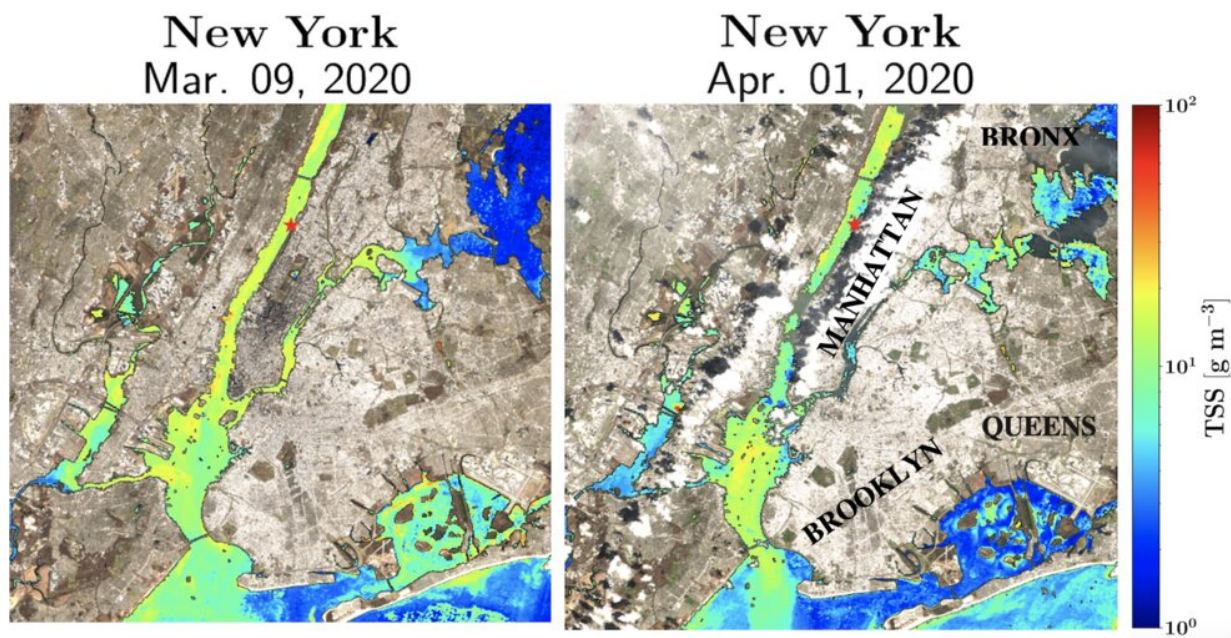 New York
Mar. 09, 2020
New York
Apr. 01, 2020
BRONX
MANHATTAN
QUEENS
BROOKLYN
10²
10¹
10⁰
TSS [g m⁻³]